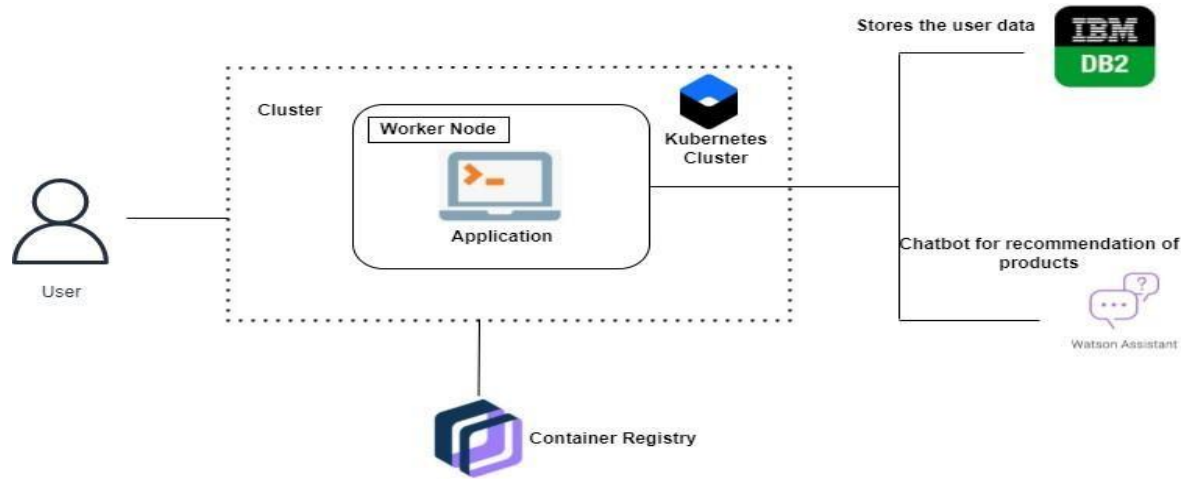 Stores the user data
IBM
DB2
Cluster
Worker Node
Kubernetes
Cluster
Application
User
Chatbot for recommendation of
products
?
Watson Assistant
Container Registry